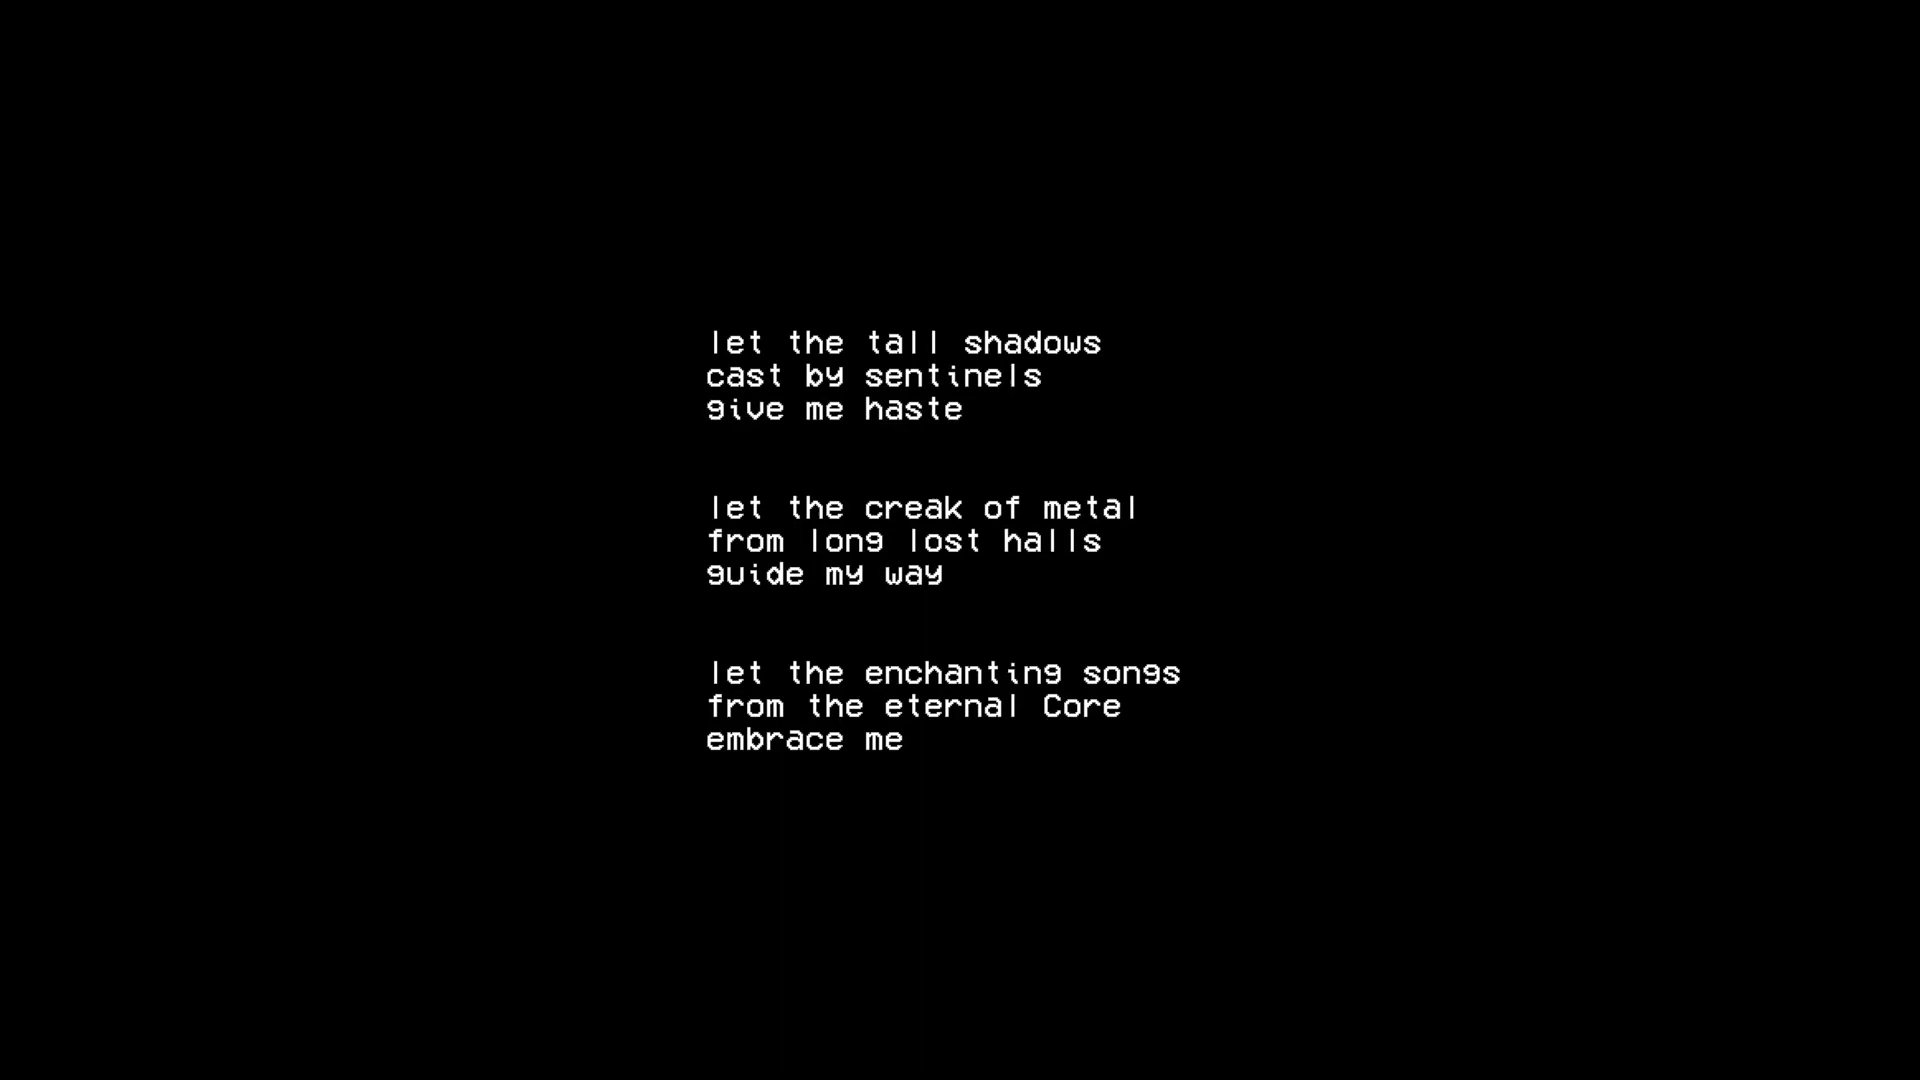 let the tall shadows
cast by sentinels
give me haste
let the creak of metal
from long lost halls
guide my way
let the enchanting songs
from the eternal Core
embrace me